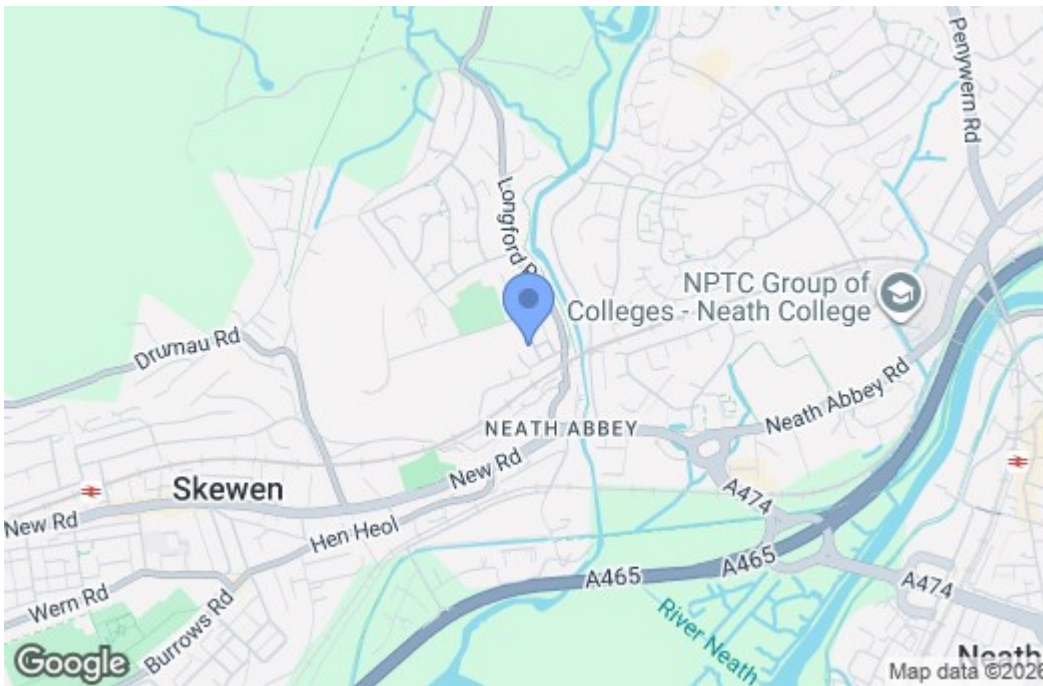 Penywern Rd
Longford
NPTC Group of
Colleges - Neath College
Drumau Rd
Neath Abbey Rd
NEATH ABBEY
New Rd
Skewen
A474
New Rd
Hen Heol
A465
A465
A474
Wern Rd
Burrows Rd
River Neath
Neath
Google
Map data ©2026